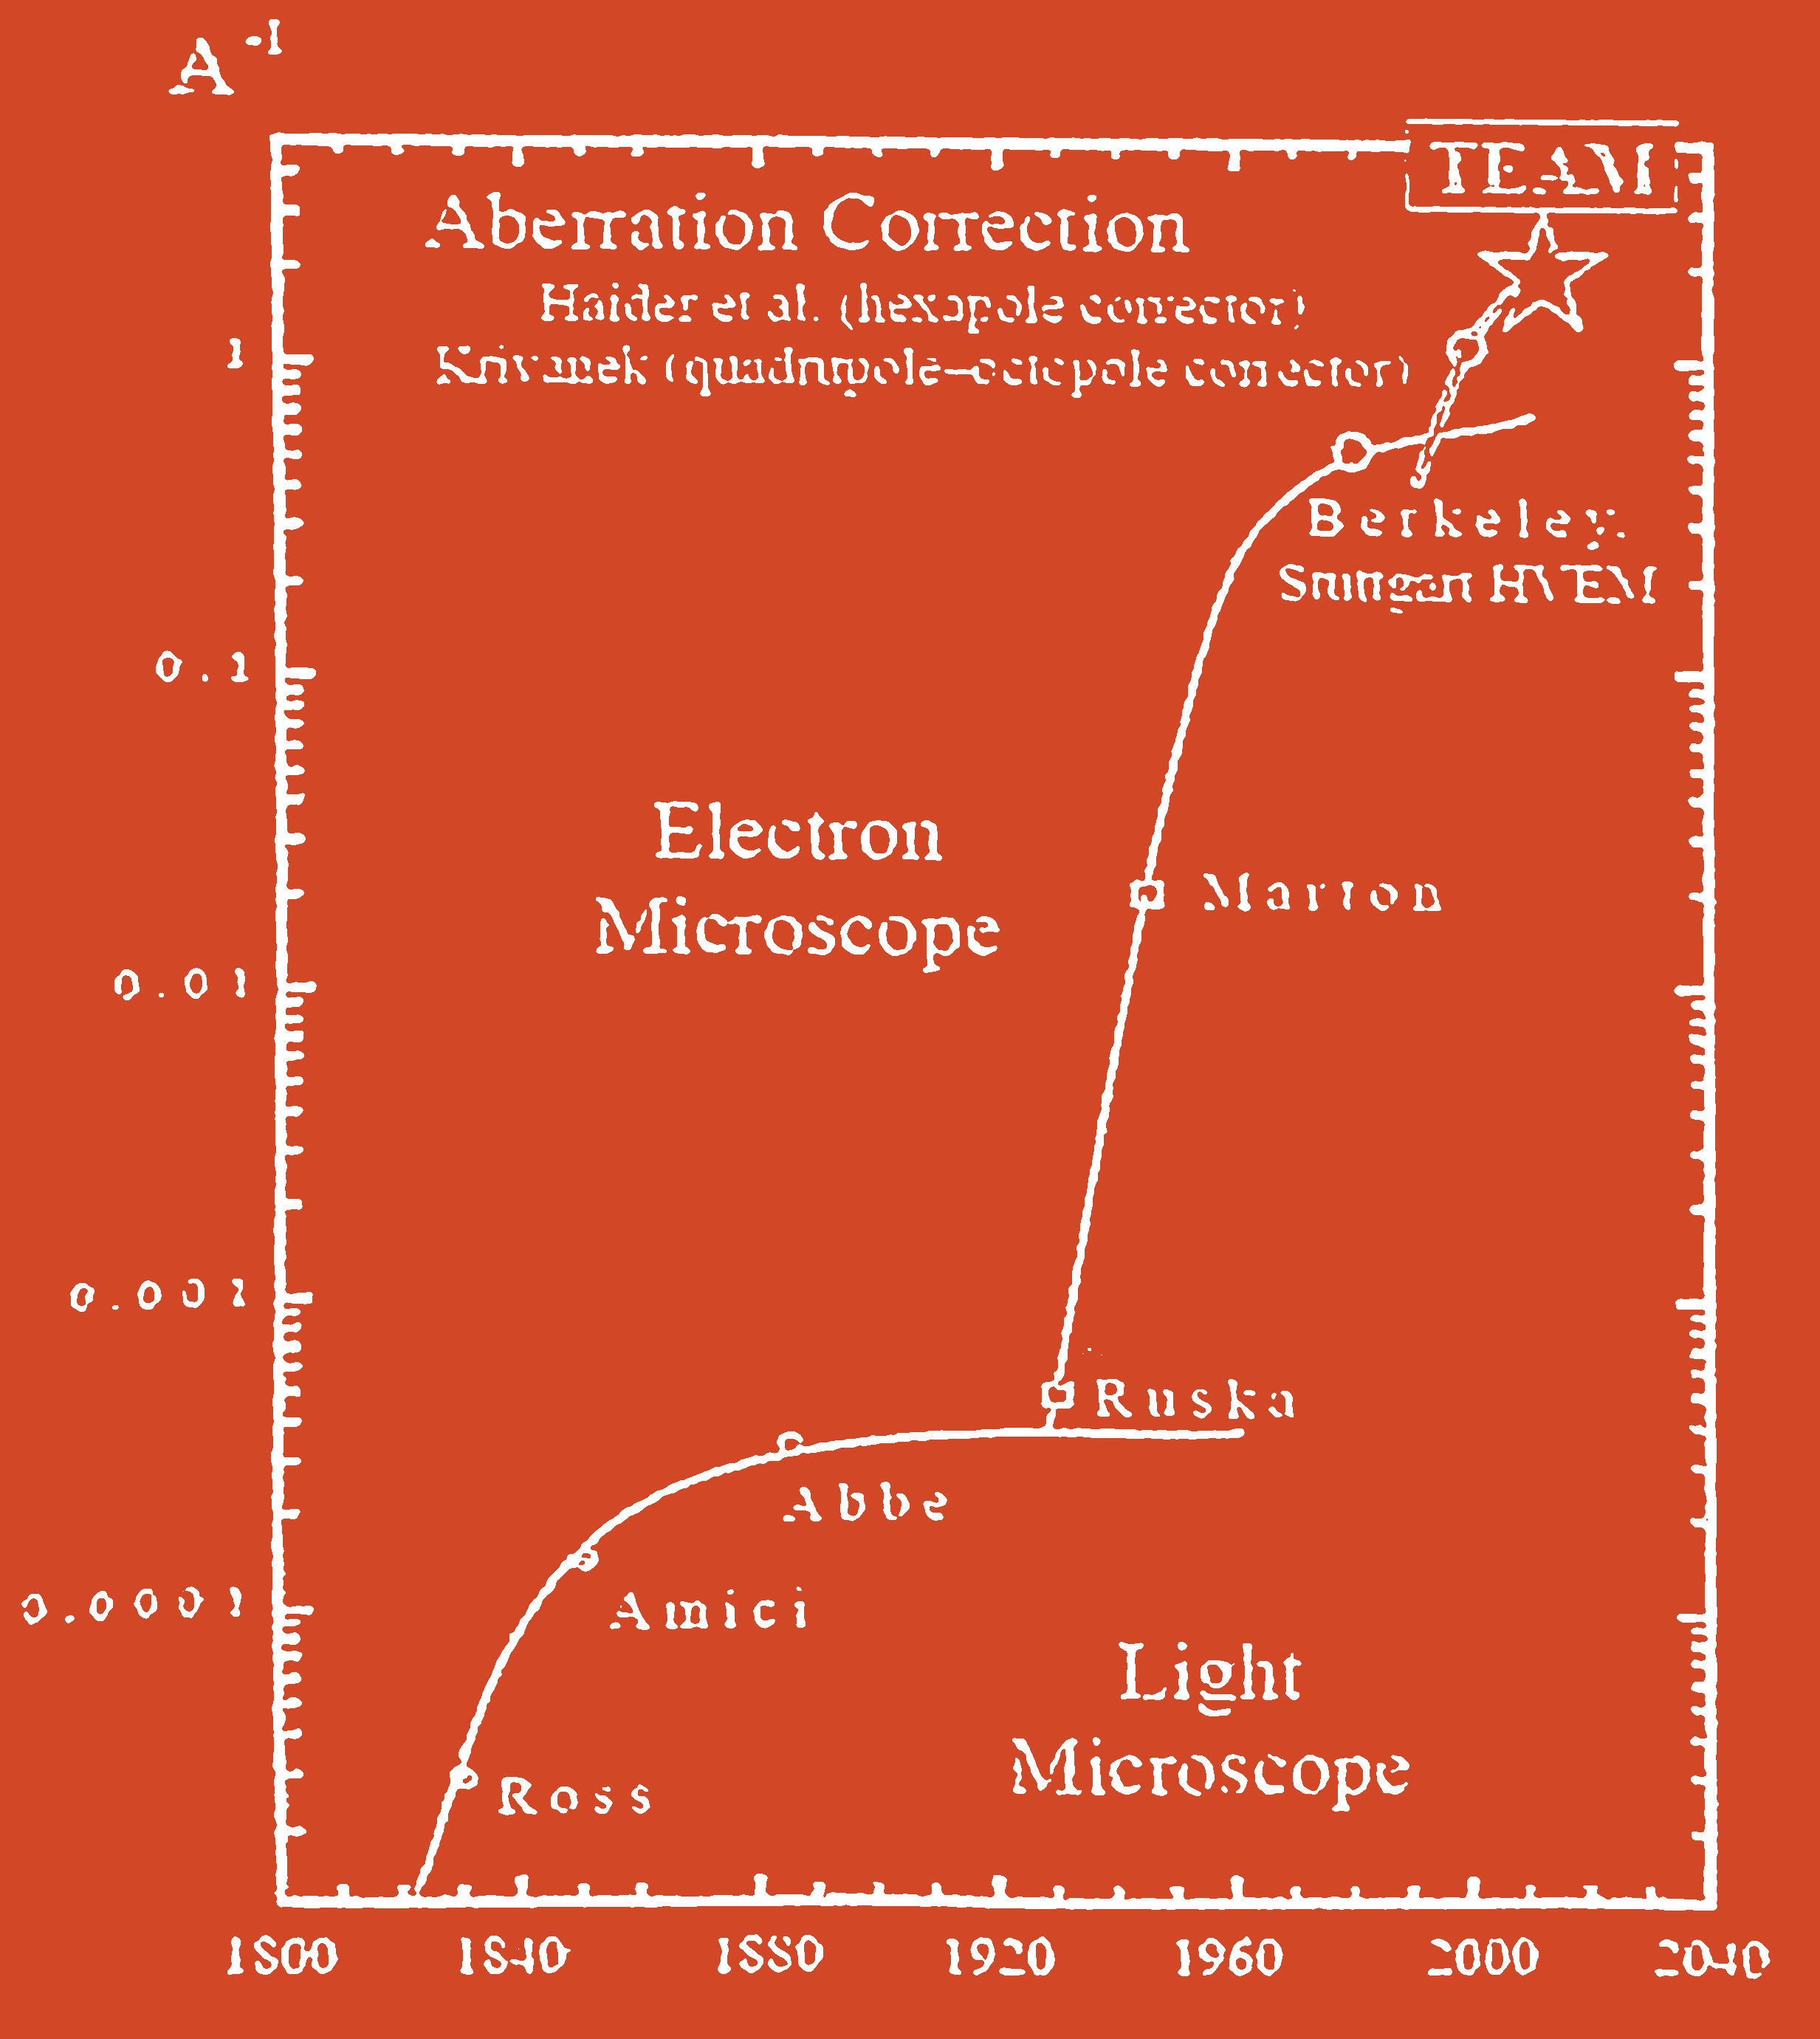 A⁻¹
TEAM
Aberration Correction
Haider et al. (hexapole corrector)
(quadrupole-octopole corrector)
1
Berkeley:
HVEM
0.1
Electron
Microscope
Marton
0.01
0.001
Ruska
Abbe
Amici
0.0001
Light
Microscope
Ross
1800 1840 1880 1920 1960 2000 2040